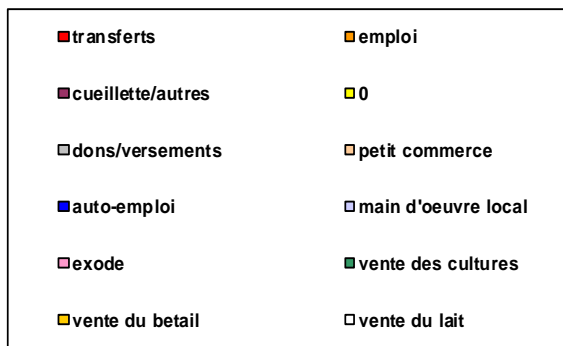 transferts emploi
cueillette/autres 0
dons/versements petit commerce
auto-emploi main d'oeuvre local
exode vente des cultures
vente du betail vente du lait